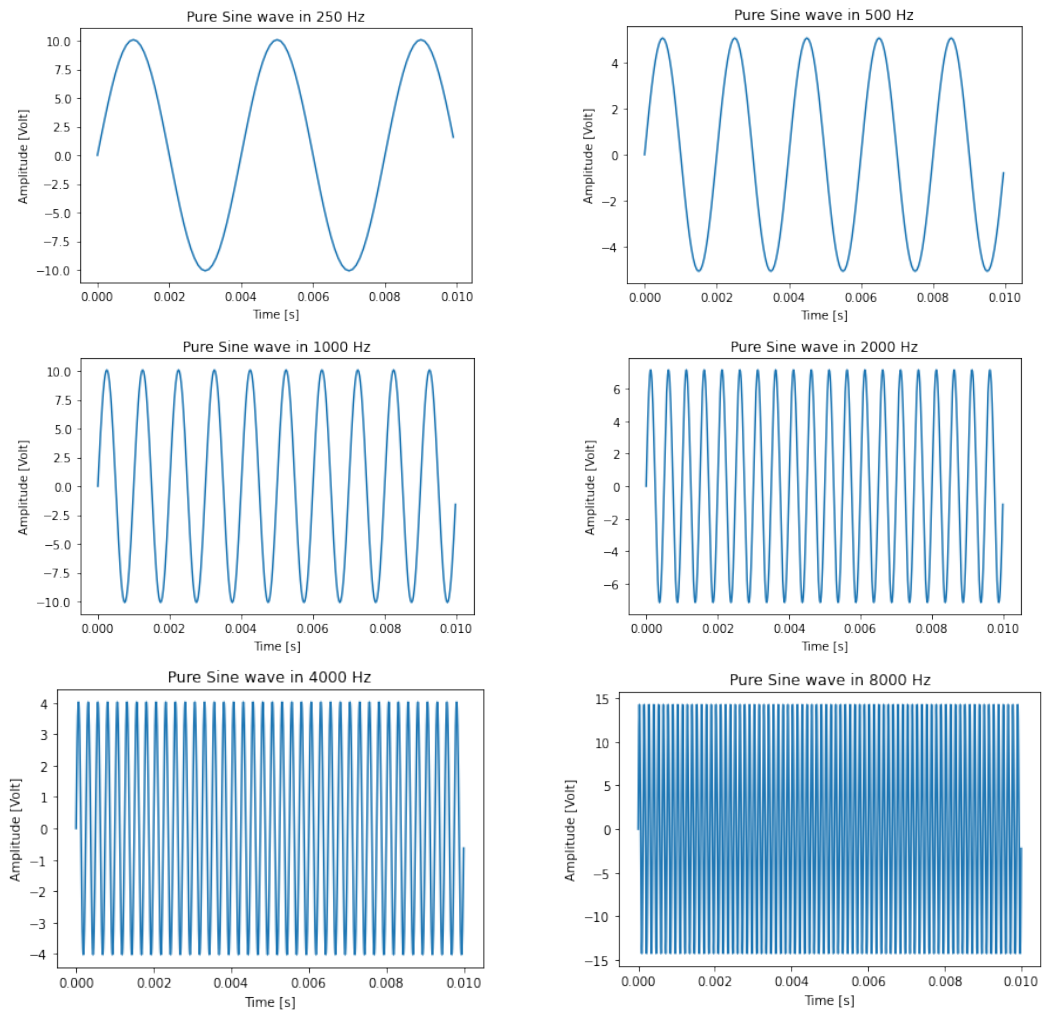 Pure Sine wave in 250 Hz
Amplitude [Volt]
10.0
7.5
5.0
2.5
0.0
−2.5
−5.0
−7.5
−10.0
0.000 0.002 0.004 0.006 0.008 0.010
Time [s]
Pure Sine wave in 500 Hz
Amplitude [Volt]
4
2
0
−2
−4
0.000 0.002 0.004 0.006 0.008 0.010
Time [s]
Pure Sine wave in 1000 Hz
Amplitude [Volt]
10.0
7.5
5.0
2.5
0.0
−2.5
−5.0
−7.5
−10.0
0.000 0.002 0.004 0.006 0.008 0.010
Time [s]
Pure Sine wave in 2000 Hz
Amplitude [Volt]
6
4
2
0
−2
−4
−6
0.000 0.002 0.004 0.006 0.008 0.010
Time [s]
Pure Sine wave in 4000 Hz
Amplitude [Volt]
4
3
2
1
0
−1
−2
−3
−4
0.000 0.002 0.004 0.006 0.008 0.010
Time [s]
Pure Sine wave in 8000 Hz
Amplitude [Volt]
15
10
5
0
−5
−10
−15
0.000 0.002 0.004 0.006 0.008 0.010
Time [s]